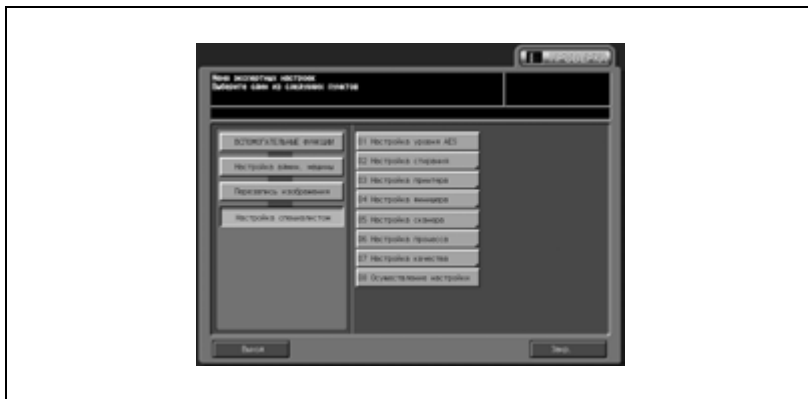 ПРОВЕРКА
Меню экспертных настроек
Выберите один из следующих пунктов
ВСПОМОГАТЕЛЬНЫЕ ФУНКЦИИ
Настройка админ. машины
Перезапись изображения
Настройка специалистом
01 Настройка уровня AES
02 Настройка стирания
03 Настройка принтера
04 Настройка финишера
05 Настройка сканера
06 Настройка процесса
07 Настройка качества
08 Осуществление настройки
Выход
Закр.